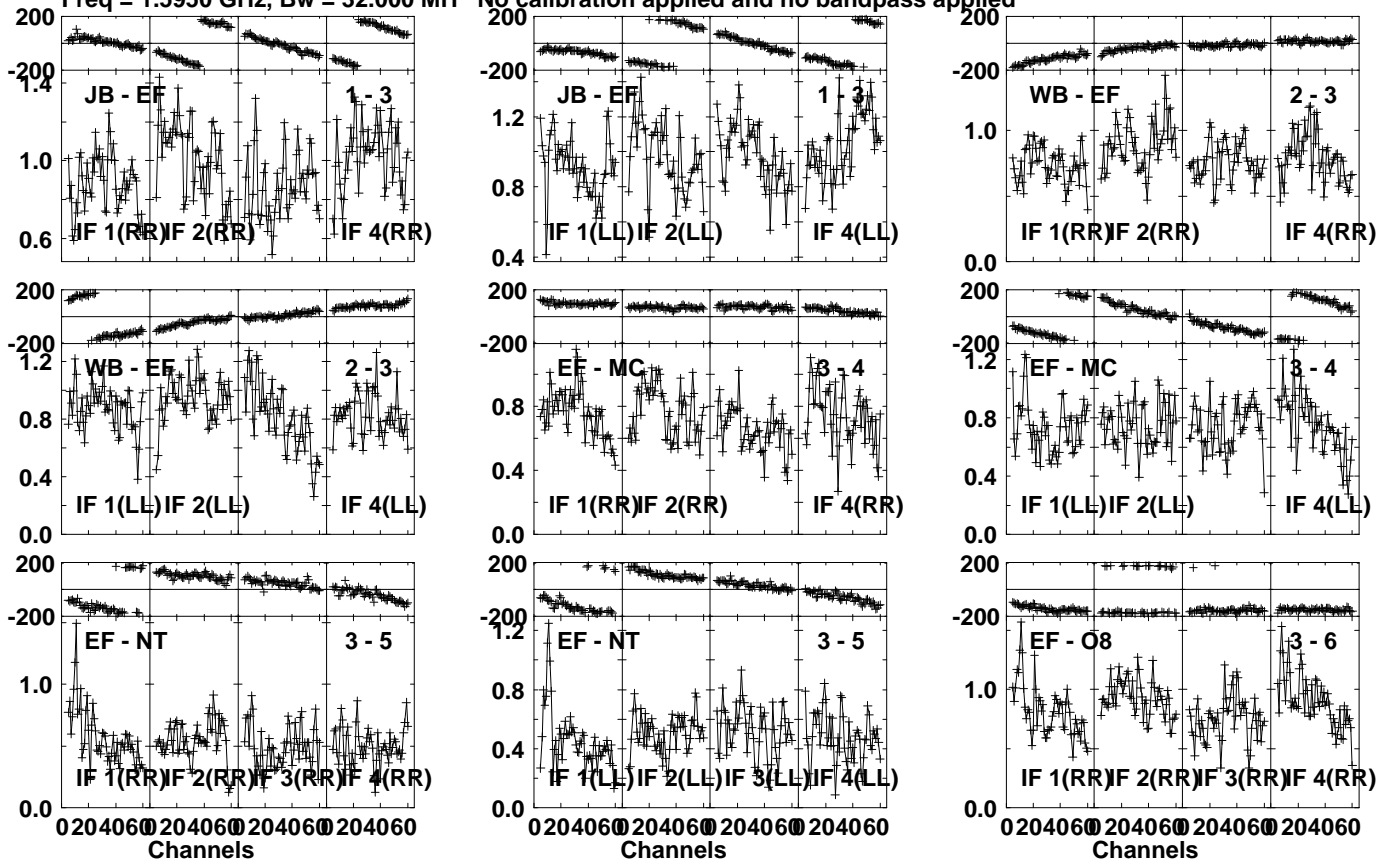 Freq = 1.5950 GHz, Bw = 32.000 MH No calibration applied and no bandpass applied
200
-200
1.4
1.0
0.6
JB - EF
1 - 3
IF 1(RR)
IF 2(RR)
IF 4(RR)
1.2
0.8
0.4
JB - EF
1 - 3
IF 1(LL)
IF 2(LL)
IF 4(LL)
200
-200
1.0
0.0
WB - EF
2 - 3
IF 1(RR)
IF 2(RR)
IF 4(RR)
200
-200
1.2
0.8
0.4
0.0
WB - EF
2 - 3
IF 1(LL)
IF 2(LL)
IF 4(LL)
200
-200
1.2
0.8
0.4
0.0
EF - MC
3 - 4
IF 1(RR)
IF 2(RR)
IF 4(RR)
200
-200
1.2
0.8
0.4
0.0
EF - MC
3 - 4
IF 1(LL)
IF 2(LL)
IF 4(LL)
200
-200
1.0
0.0
EF - NT
3 - 5
IF 1(RR)
IF 2(RR)
IF 3(RR)
IF 4(RR)
0 20 40 60 0 20 40 60 0 20 40 60 0 20 40 60
Channels
200
-200
1.2
0.8
0.4
0.0
EF - NT
3 - 5
IF 1(LL)
IF 2(LL)
IF 3(LL)
IF 4(LL)
0 20 40 60 0 20 40 60 0 20 40 60 0 20 40 60
Channels
200
-200
1.0
0.0
EF - O8
3 - 6
IF 1(RR)
IF 2(RR)
IF 3(RR)
IF 4(RR)
0 20 40 60 0 20 40 60 0 20 40 60 0 20 40 60
Channels